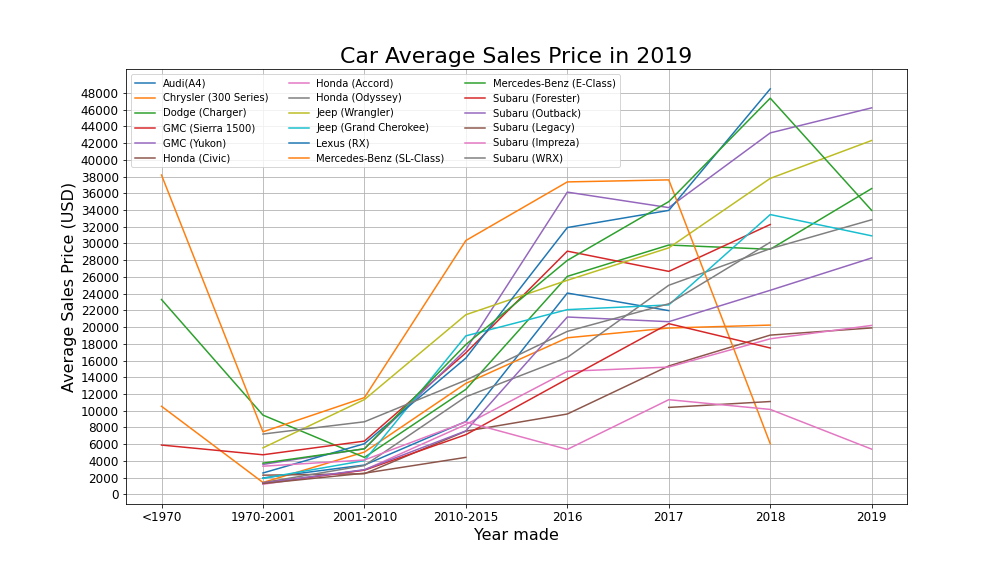 Car Average Sales Price in 2019
Audi(A4)
Chrysler (300 Series)
Dodge (Charger)
GMC (Sierra 1500)
GMC (Yukon)
Honda (Civic)
Honda (Accord)
Honda (Odyssey)
Jeep (Wrangler)
Jeep (Grand Cherokee)
Lexus (RX)
Mercedes-Benz (SL-Class)
Mercedes-Benz (E-Class)
Subaru (Forester)
Subaru (Outback)
Subaru (Legacy)
Subaru (Impreza)
Subaru (WRX)
Average Sales Price (USD)
48000
46000
44000
42000
40000
38000
36000
34000
32000
30000
28000
26000
24000
22000
20000
18000
16000
14000
12000
10000
8000
6000
4000
2000
0
<1970 1970-2001 2001-2010 2010-2015 2016 2017 2018 2019
Year made